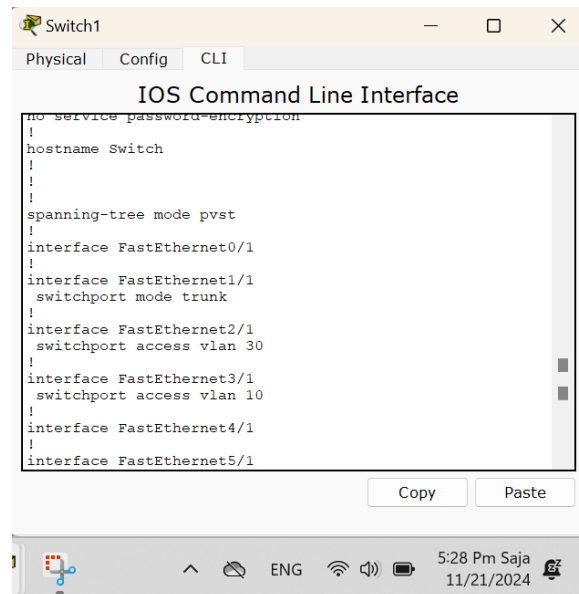 Switch1
Physical Config CLI
IOS Command Line Interface
no service password-encryption
!
hostname Switch
!
!
!
spanning-tree mode pvst
!
interface FastEthernet0/1
!
interface FastEthernet1/1
switchport mode trunk
!
interface FastEthernet2/1
switchport access vlan 30
!
interface FastEthernet3/1
switchport access vlan 10
!
interface FastEthernet4/1
!
interface FastEthernet5/1
Copy Paste
ENG 5:28 Pm Saja
11/21/2024